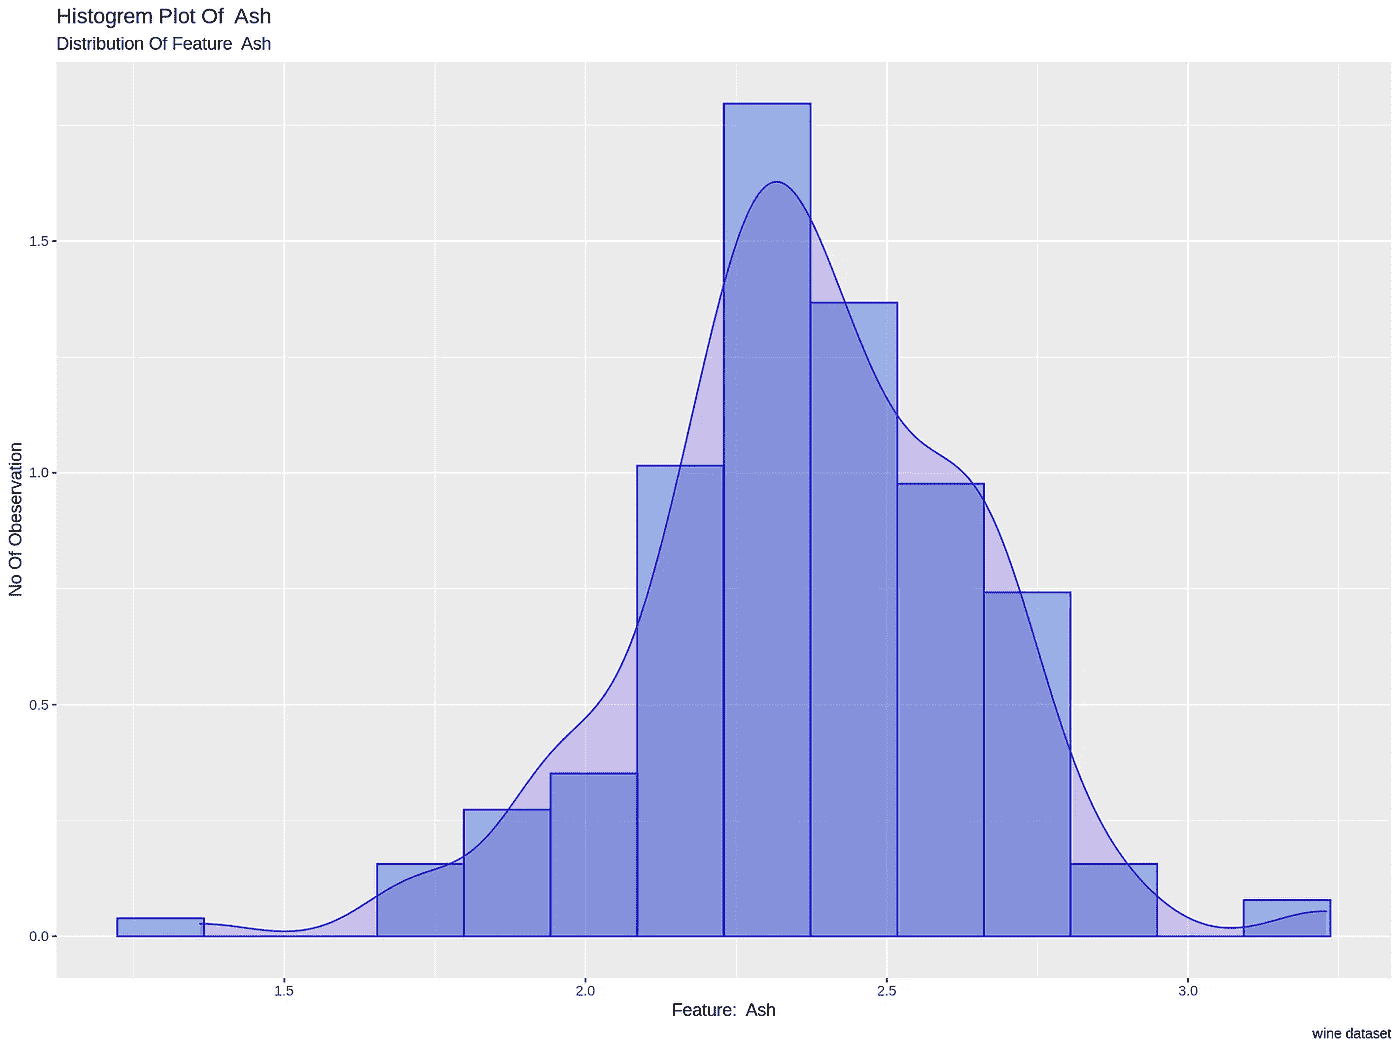 Histogrem Plot Of  Ash
Distribution Of Feature  Ash
No Of Obeservation
1.5
1.0
0.5
0.0
1.5
2.0
2.5
3.0
Feature:  Ash
wine dataset